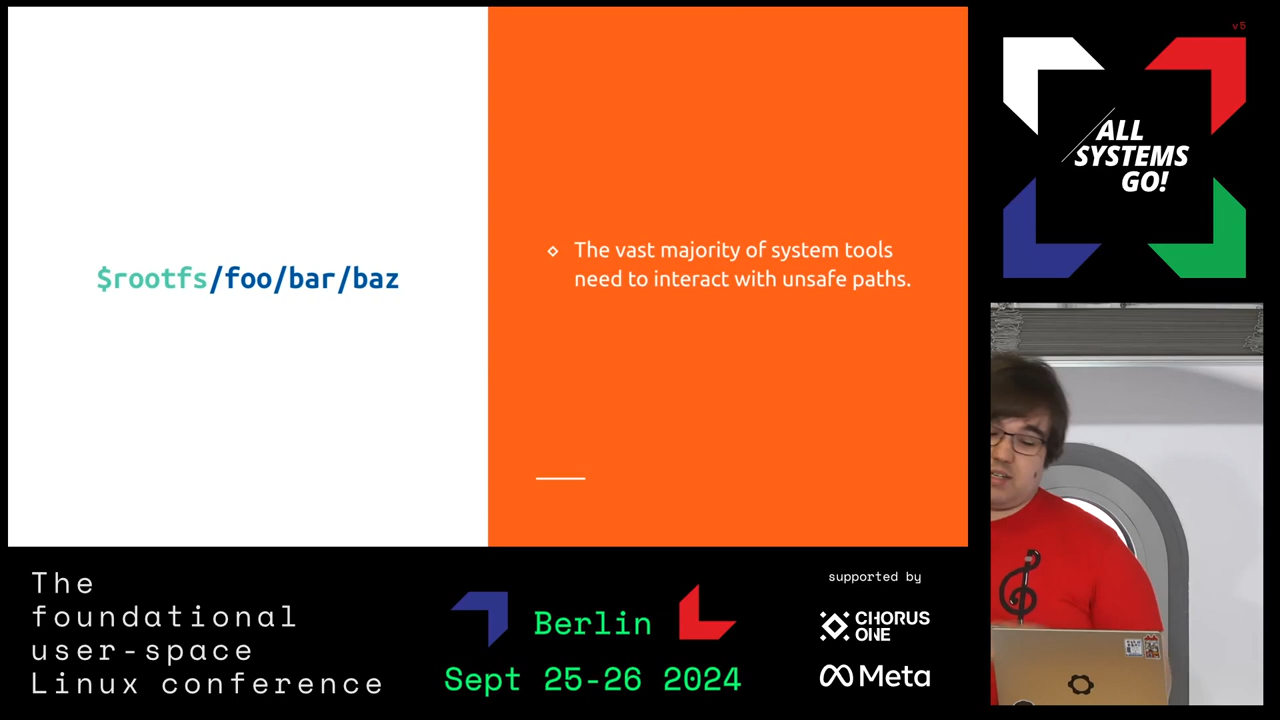 $rootfs/foo/bar/baz
The vast majority of system tools
need to interact with unsafe paths.
v5
ALL
SYSTEMS
GO!
The
foundational
user-space
Linux conference
Berlin
Sept 25-26 2024
supported by
CHORUS
ONE
Meta